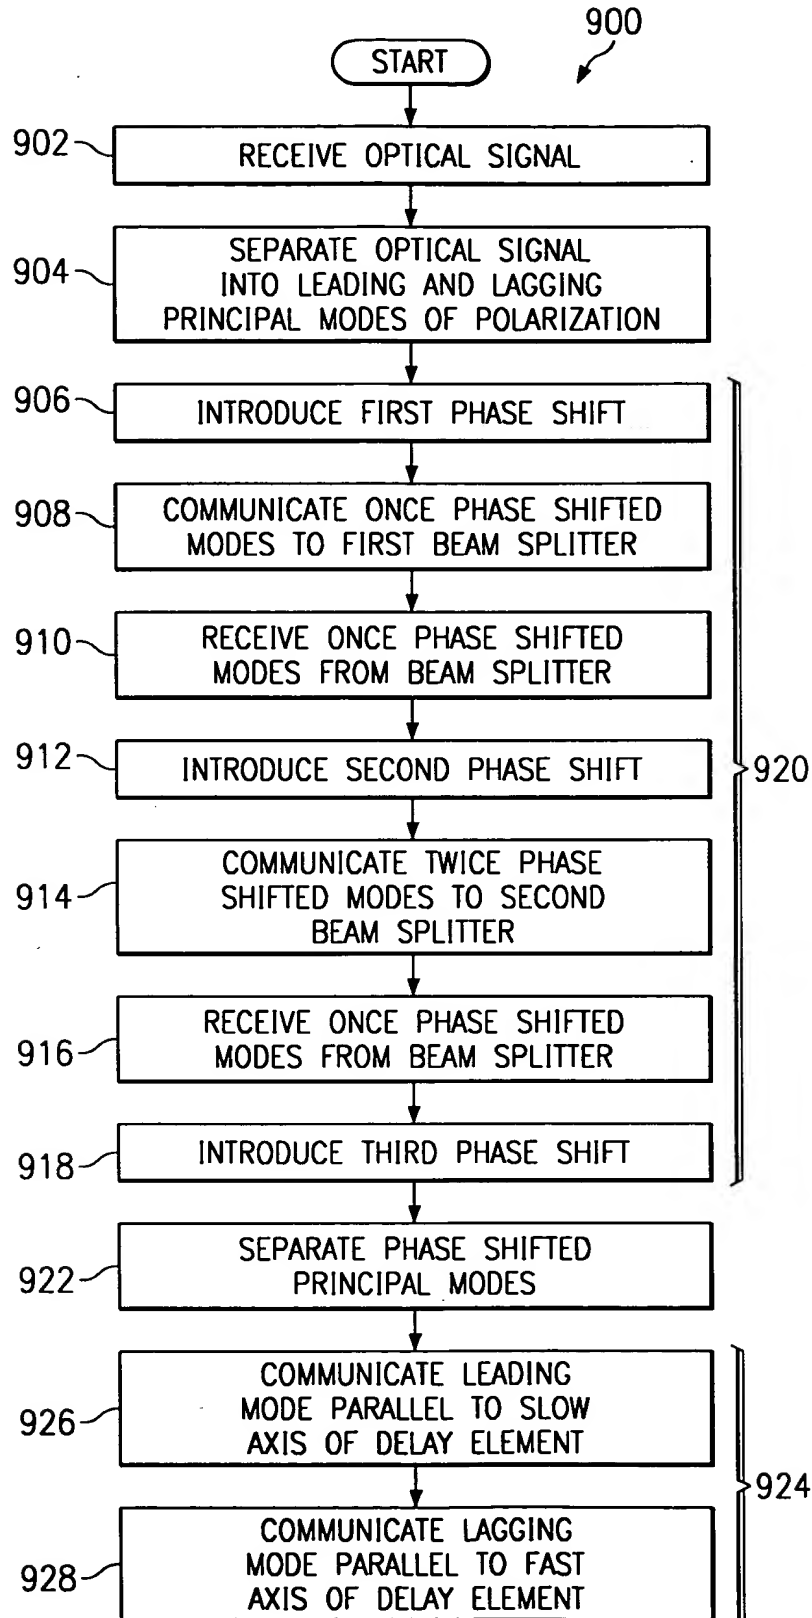 900
START
902
RECEIVE OPTICAL SIGNAL
904
SEPARATE OPTICAL SIGNAL
INTO LEADING AND LAGGING
PRINCIPAL MODES OF POLARIZATION
906
INTRODUCE FIRST PHASE SHIFT
908
COMMUNICATE ONCE PHASE SHIFTED
MODES TO FIRST BEAM SPLITTER
910
RECEIVE ONCE PHASE SHIFTED
MODES FROM BEAM SPLITTER
912
INTRODUCE SECOND PHASE SHIFT
920
914
COMMUNICATE TWICE PHASE
SHIFTED MODES TO SECOND
BEAM SPLITTER
916
RECEIVE ONCE PHASE SHIFTED
MODES FROM BEAM SPLITTER
918
INTRODUCE THIRD PHASE SHIFT
922
SEPARATE PHASE SHIFTED
PRINCIPAL MODES
926
COMMUNICATE LEADING
MODE PARALLEL TO SLOW
AXIS OF DELAY ELEMENT
924
928
COMMUNICATE LAGGING
MODE PARALLEL TO FAST
AXIS OF DELAY ELEMENT